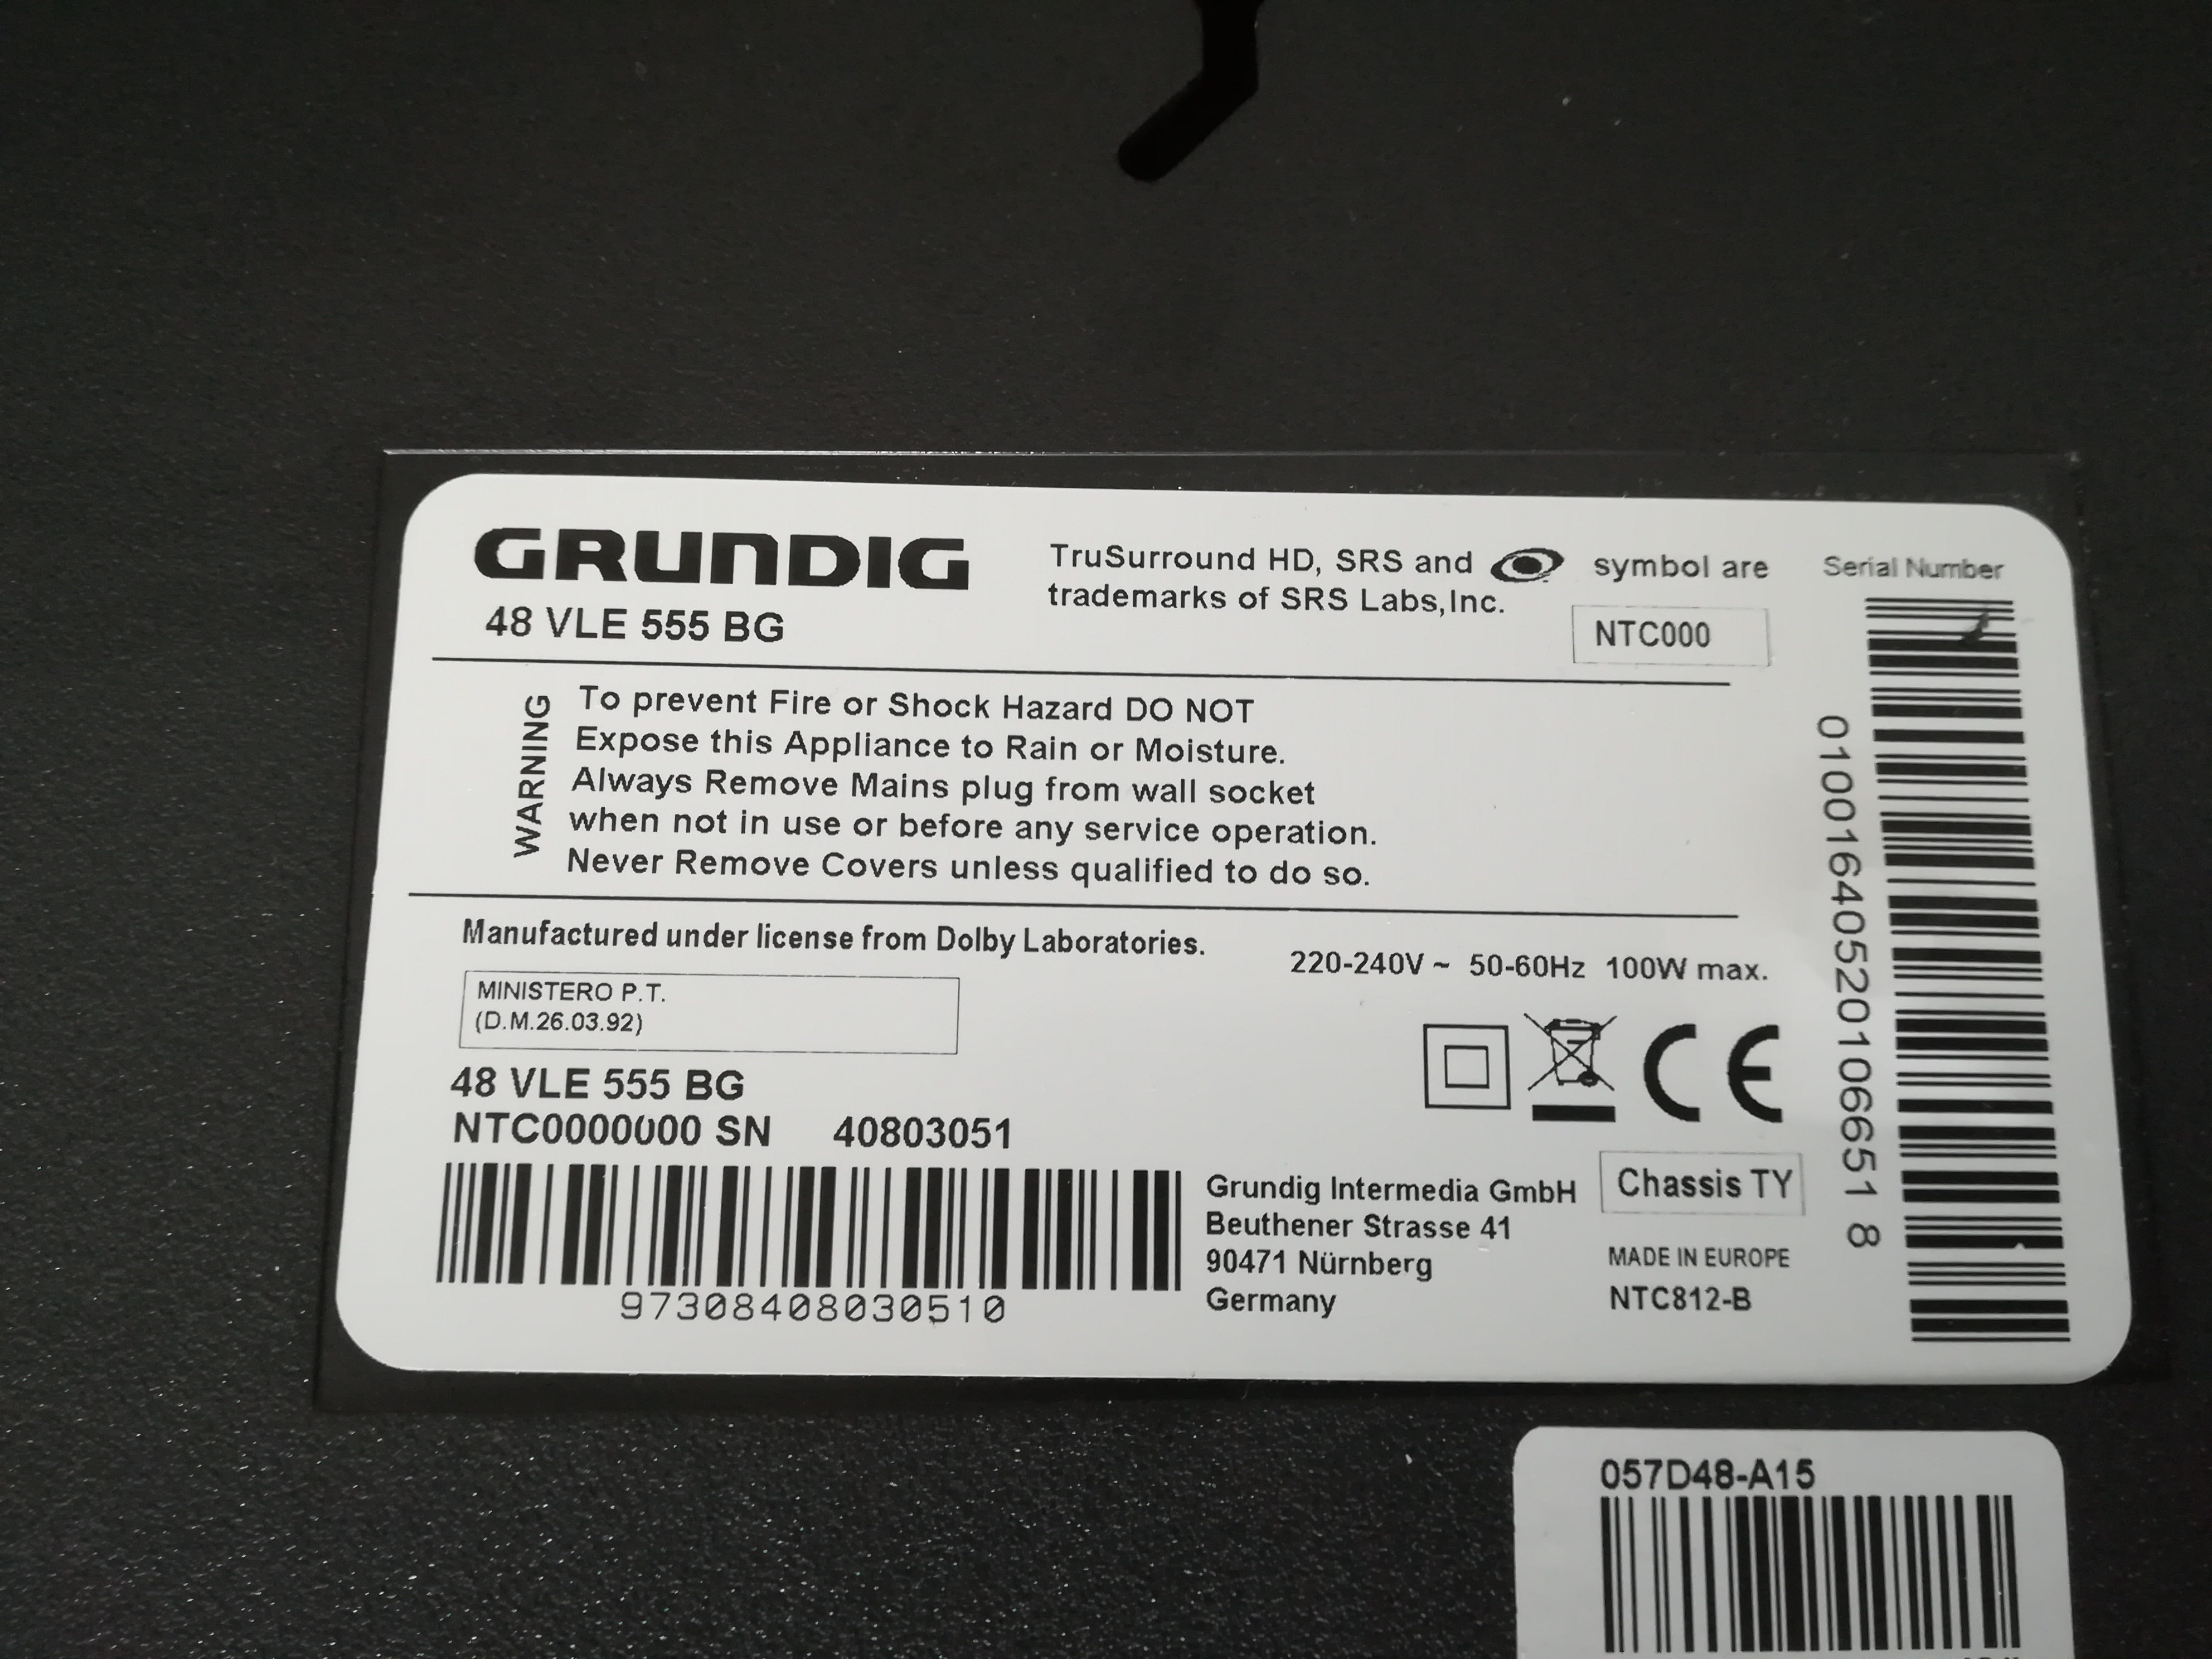 GRUNDIG
48 VLE 555 BG
TruSurround HD, SRS and symbol are
trademarks of SRS Labs,Inc.
NTC000
Serial Number
0100164052010665​1 8
WARNING
To prevent Fire or Shock Hazard DO NOT
Expose this Appliance to Rain or Moisture.
Always Remove Mains plug from wall socket
when not in use or before any service operation.
Never Remove Covers unless qualified to do so.
Manufactured under license from Dolby Laboratories.
220-240V ~ 50-60Hz 100W max.
MINISTERO P.T.
(D.M.26.03.92)
CE
48 VLE 555 BG
NTC0000000 SN 40803051
97308408030510
Grundig Intermedia GmbH
Beuthener Strasse 41
90471 Nürnberg
Germany
Chassis TY
MADE IN EUROPE
NTC812-B
057D48-A15